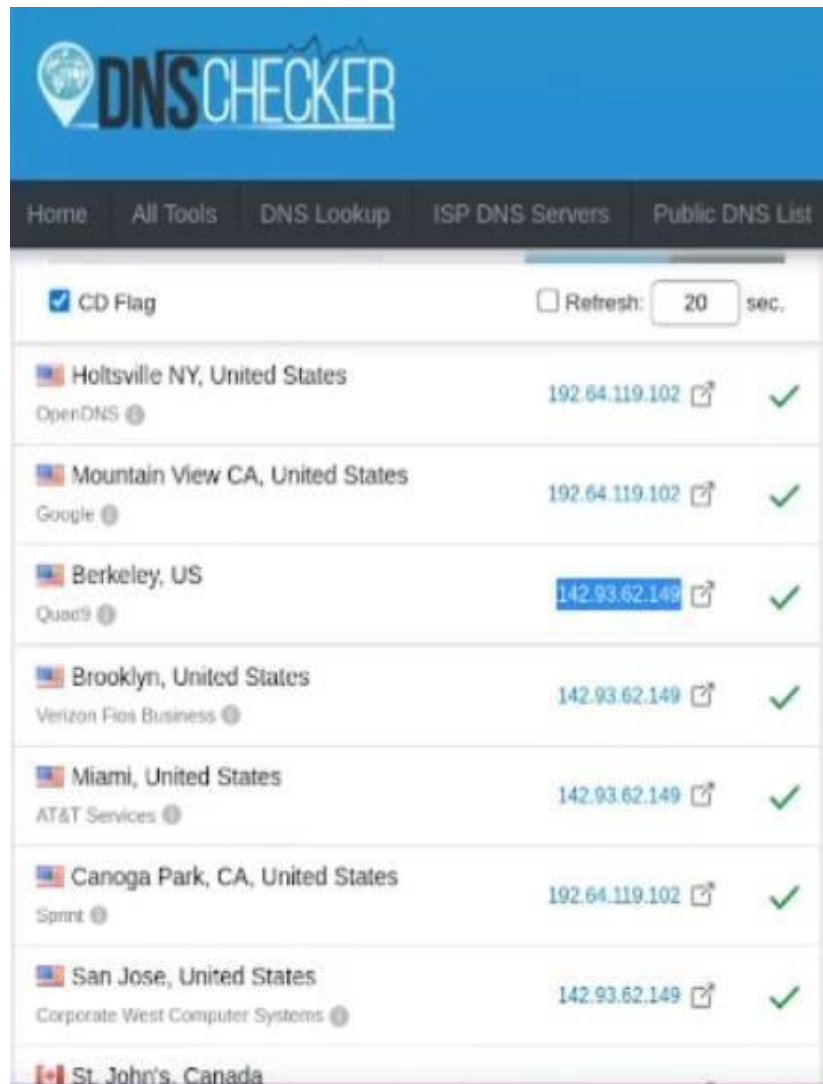 DNSCHECKER
Home All Tools DNS Lookup ISP DNS Servers Public DNS List
CD Flag Refresh: 20 sec.
Holtsville NY, United States
192.64.119.102
OpenDNS
Mountain View CA, United States
192.64.119.102
Google
Berkeley, US
142.93.62.149
Quad9
Brooklyn, United States
142.93.62.149
Verizon Fios Business
Miami, United States
142.93.62.149
AT&T Services
Canoga Park, CA, United States
192.64.119.102
Sprint
San Jose, United States
142.93.62.149
Corporate West Computer Systems
St. John's, Canada